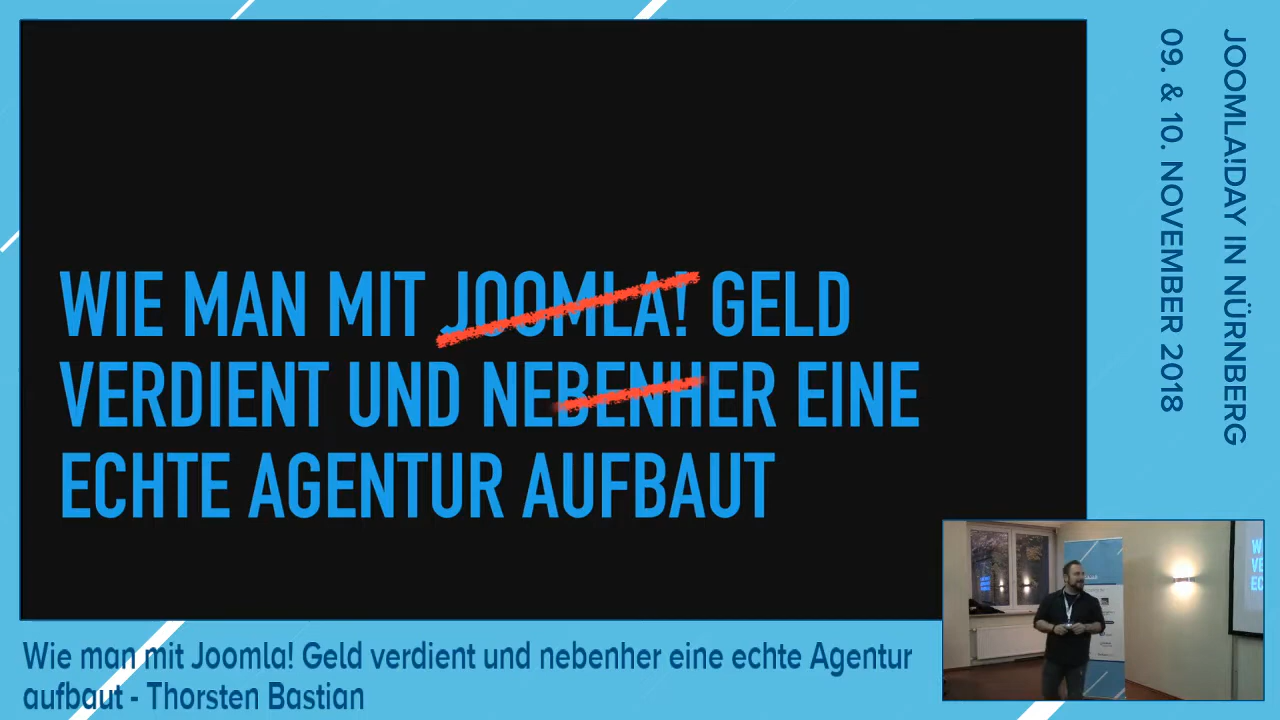 WIE MAN MIT JOOMLA! GELD
VERDIENT UND NEBENHER EINE
ECHTE AGENTUR AUFBAUT
JOOMLA!DAY IN NÜRNBERG
09. & 10. NOVEMBER 2018
Wie man mit Joomla! Geld verdient und nebenher eine echte Agentur
aufbaut - Thorsten Bastian